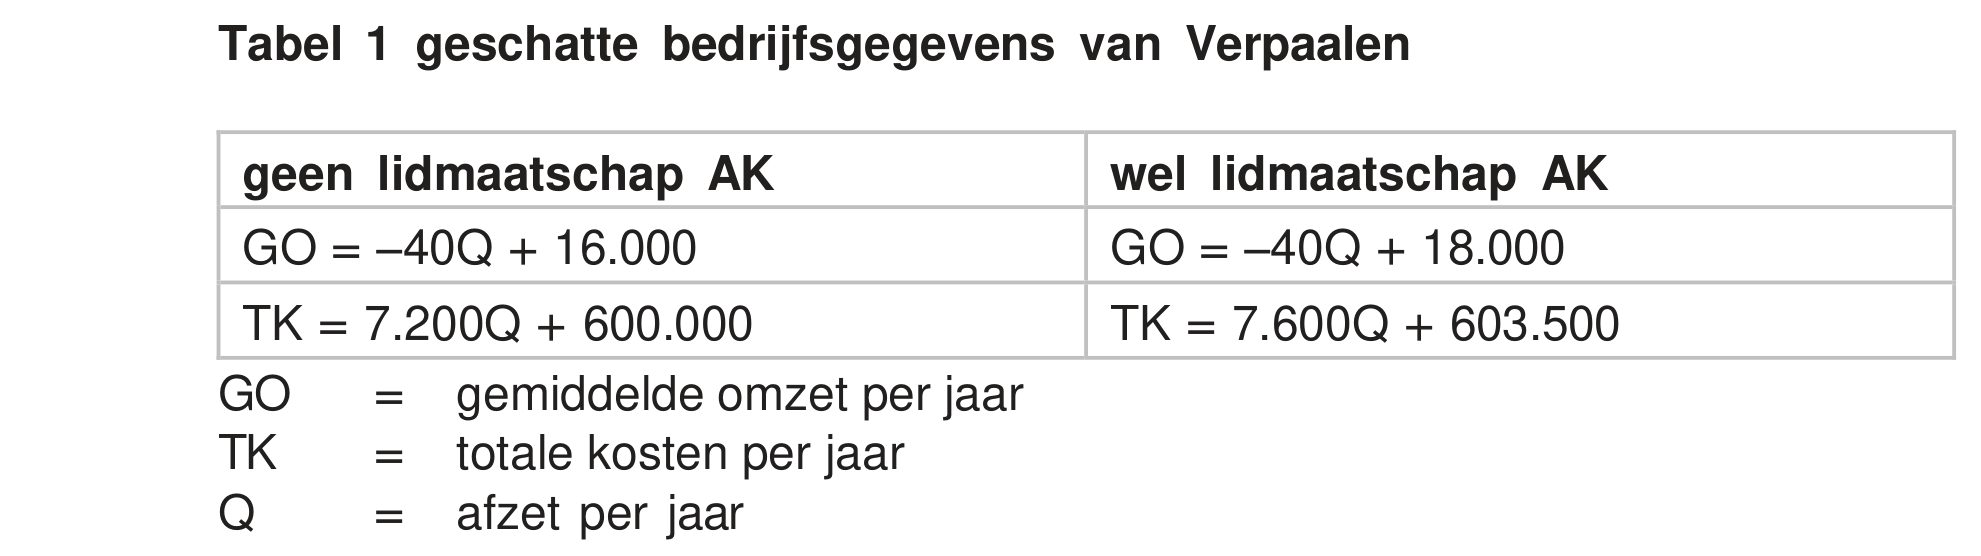 Tabel 1 geschatte bedrijfsgegevens van Verpaalen
geen lidmaatschap AK wel lidmaatschap AK
GO = –40Q + 16.000 GO = –40Q + 18.000
TK = 7.200Q + 600.000 TK = 7.600Q + 603.500
GO = gemiddelde omzet per jaar
TK = totale kosten per jaar
Q = afzet per jaar